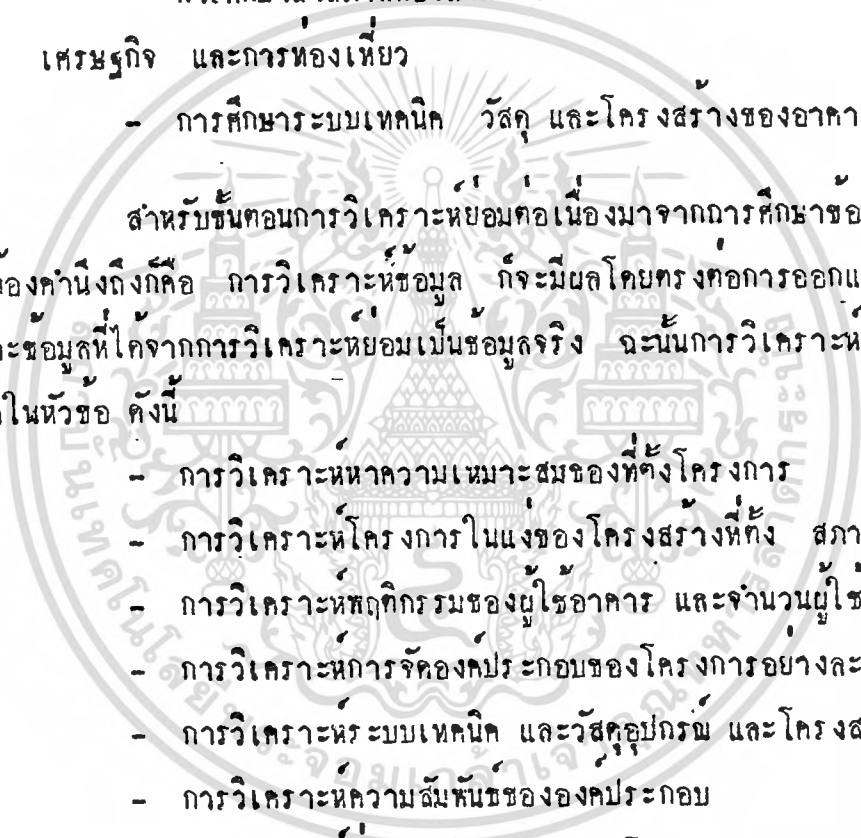 เศรษฐกิจ และการท่องเที่ยว
- การศึกษาระบบเทคนิค วัสดุ และโครงสร้างของอาคา
สำหรับขั้นตอนการวิเคราะห์ย่อมต่อเนื่องมาจากการศึกษาข้อ
องคำนึงถึงก็คือ การวิเคราะห์ข้อมูล ก็จะมีผลโดยตรงต่อการออกแ
ะข้อมูลที่ได้จากการวิเคราะห์ย่อมเป็นข้อมูลจริง ฉะนั้นการวิเคราะห์
ในหัวข้อ ดังนี้
- การวิเคราะห์หาความเหมาะสมของที่ตั้งโครงการ
- การวิเคราะห์โครงการในแง่ของโครงสร้างที่ตั้ง สภา
- การวิเคราะห์พฤติกรรมของผู้ใช้อาคาร และจำนวนผู้ใช้
- การวิเคราะห์การจัดองค์ประกอบของโครงการอย่างละ
- การวิเคราะห์ระบบเทคนิค และวัสดุอุปกรณ์ และโครงส
- การวิเคราะห์ความสัมพันธ์ขององค์ประกอบ